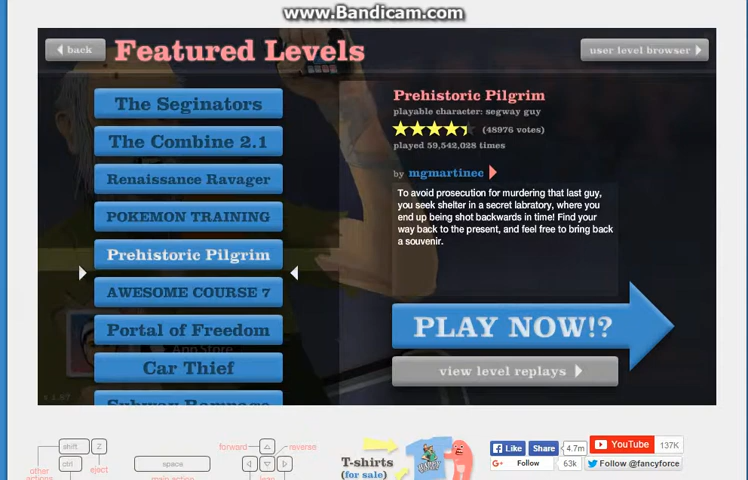 www.Bandicam.com
back
Featured Levels
user level browser
The Seginators
The Combine 2.1
Renaissance Ravager
POKEMON TRAINING
Prehistoric Pilgrim
AWESOME COURSE 7
Portal of Freedom
Car Thief
Subway Rampage
Prehistoric Pilgrim
playable character: segway guy
(48976 votes)
played 59,542,028 times
by mgmartinee
To avoid prosecution for murdering that last guy,
you seek shelter in a secret labratory, where you
end up being shot backwards in time! Find your
way back to the present, and feel free to bring back
a souvenir.
PLAY NOW!?
view level replays
App Store
shift
Z
ctrl
eject
other
actions
space
main action
forward
reverse
lean
T-shirts
(for sale)
Like
Share
4.7m
YouTube
137K
Follow
63k
Follow @fancyforce